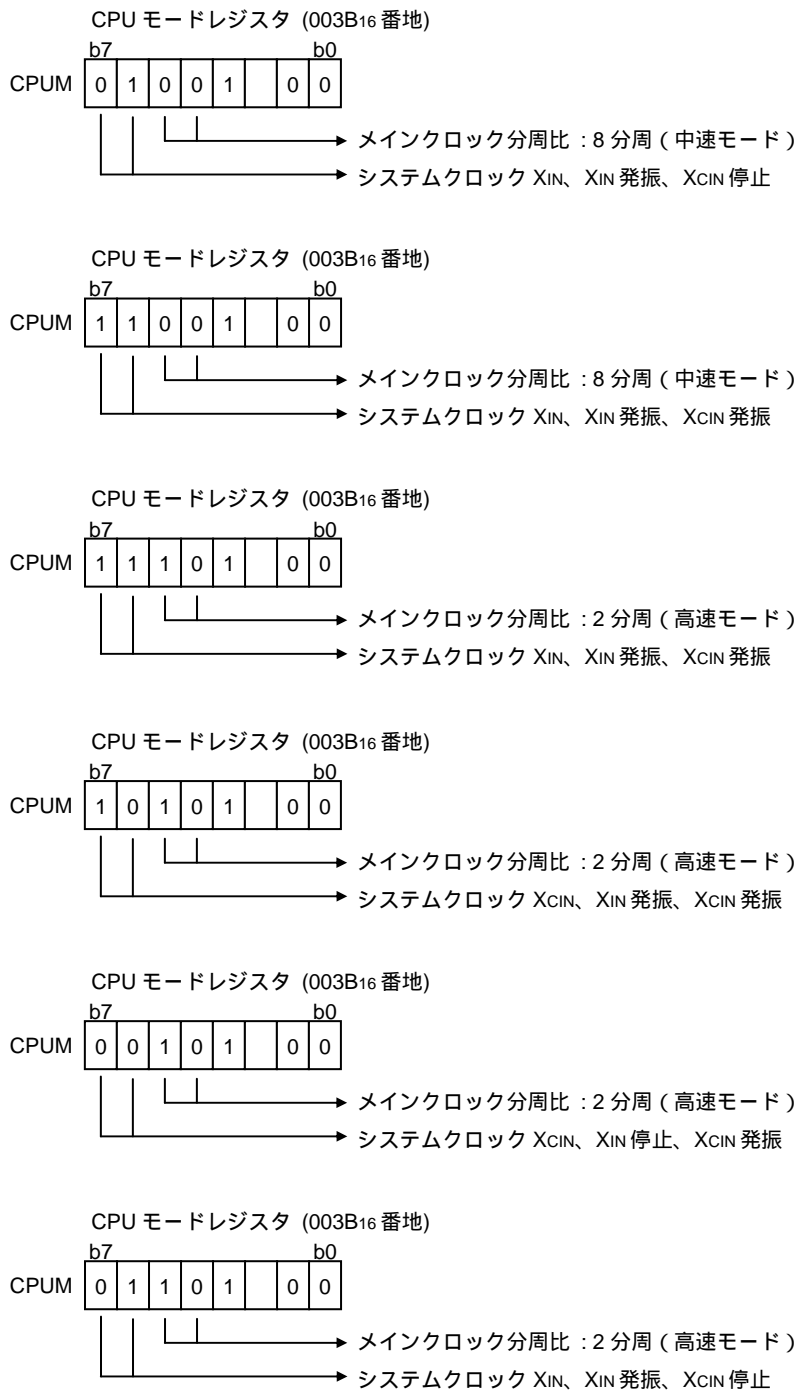 CPU モードレジスタ (003B16 番地)
b7 b0
CPUM 0 1 0 0 1 0 0
メインクロック分周比 : 8 分周 ( 中速モード )
システムクロック XIN、XIN 発振、XCIN 停止
CPU モードレジスタ (003B16 番地)
b7 b0
CPUM 1 1 0 0 1 0 0
メインクロック分周比 : 8 分周 ( 中速モード )
システムクロック XIN、XIN 発振、XCIN 発振
CPU モードレジスタ (003B16 番地)
b7 b0
CPUM 1 1 1 0 1 0 0
メインクロック分周比 : 2 分周 ( 高速モード )
システムクロック XIN、XIN 発振、XCIN 発振
CPU モードレジスタ (003B16 番地)
b7 b0
CPUM 1 0 1 0 1 0 0
メインクロック分周比 : 2 分周 ( 高速モード )
システムクロック XCIN、XIN 発振、XCIN 発振
CPU モードレジスタ (003B16 番地)
b7 b0
CPUM 0 0 1 0 1 0 0
メインクロック分周比 : 2 分周 ( 高速モード )
システムクロック XCIN、XIN 停止、XCIN 発振
CPU モードレジスタ (003B16 番地)
b7 b0
CPUM 0 1 1 0 1 0 0
メインクロック分周比 : 2 分周 ( 高速モード )
システムクロック XIN、XIN 発振、XCIN 停止